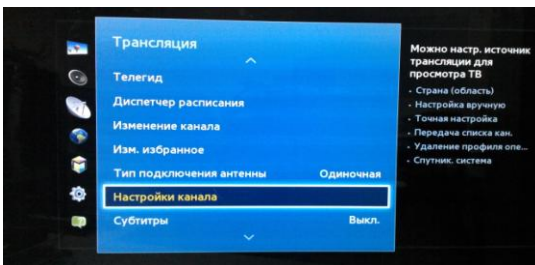 Трансляция
Телегид
Диспетчер расписания
Изменение канала
Изм. избранное
Тип подключения антенны Одиночная
Настройки канала
Субтитры Выкл.
Можно настр. источник
трансляции для
просмотра ТВ
- Страна (область)
- Настройка вручную
- Точная настройка
- Передача списка кан.
- Удаление профиля опе...
- Спутник. система